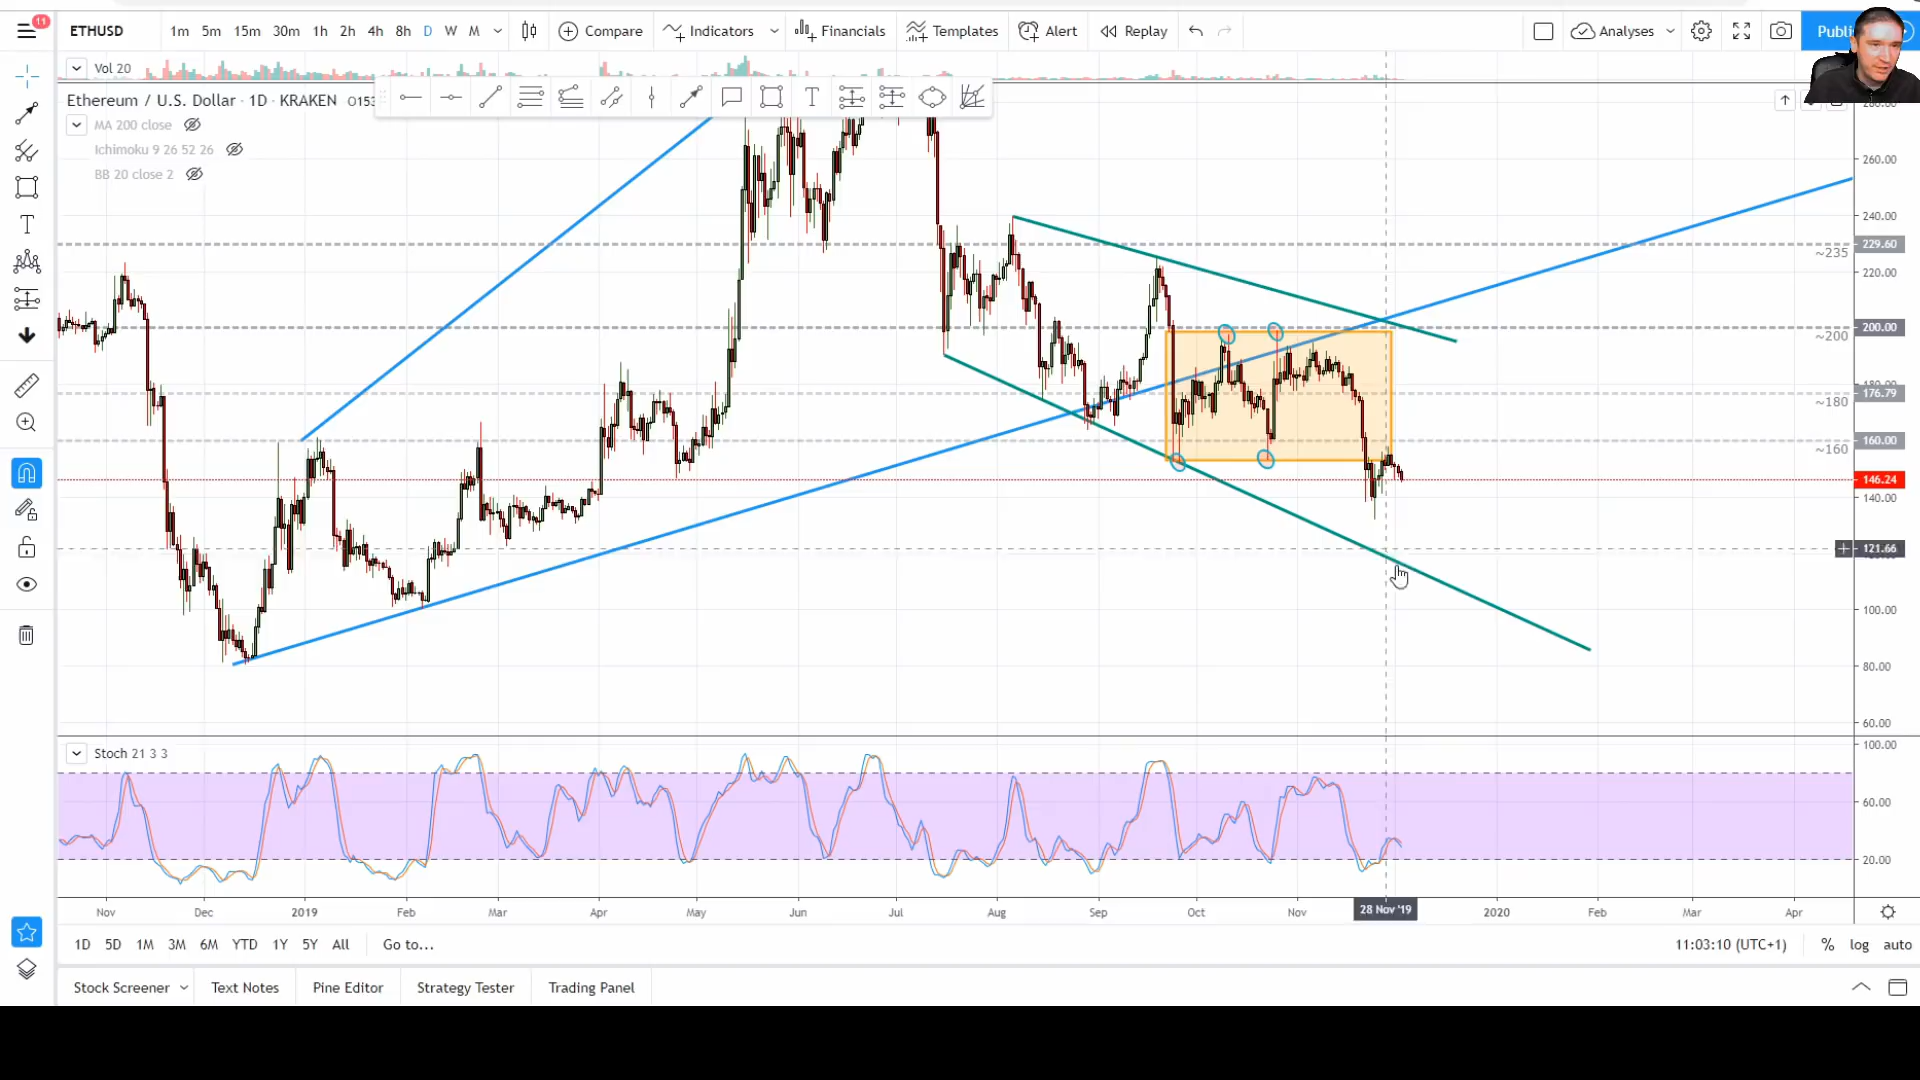 11
ETHUSD 1m 5m 15m 30m 1h 2h 4h 8h D W M Compare Indicators Financials Templates Alert Replay Analyses
Vol 20
Ethereum / U.S. Dollar · 1D · KRAKEN
MA 200 close
Ichimoku 9 26 52 26
BB 20 close 2
260.00
240.00
229.60
~235
220.00
200.00
~200
176.79
~180
160.00
~160
146.24
140.00
121.66
100.00
80.00
60.00
Stoch 21 3 3
100.00
60.00
20.00
Nov Dec 2019 Feb Mar Apr May Jun Jul Aug Sep Oct Nov 28 Nov '19 2020 Feb Mar Apr
1D 5D 1M 3M 6M YTD 1Y 5Y All Go to... 11:03:10 (UTC+1) % log auto
Stock Screener Text Notes Pine Editor Strategy Tester Trading Panel